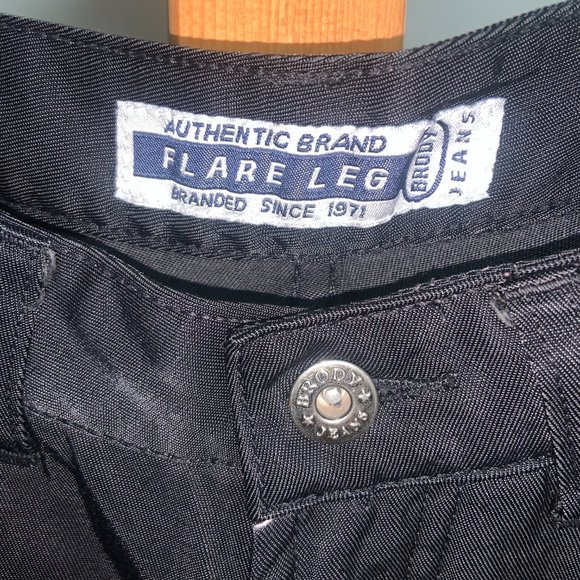 AUTHENTIC BRAND
FLARE LEG
BRANDED SINCE 1971
BRODY
JEANS
BRODY
JEANS